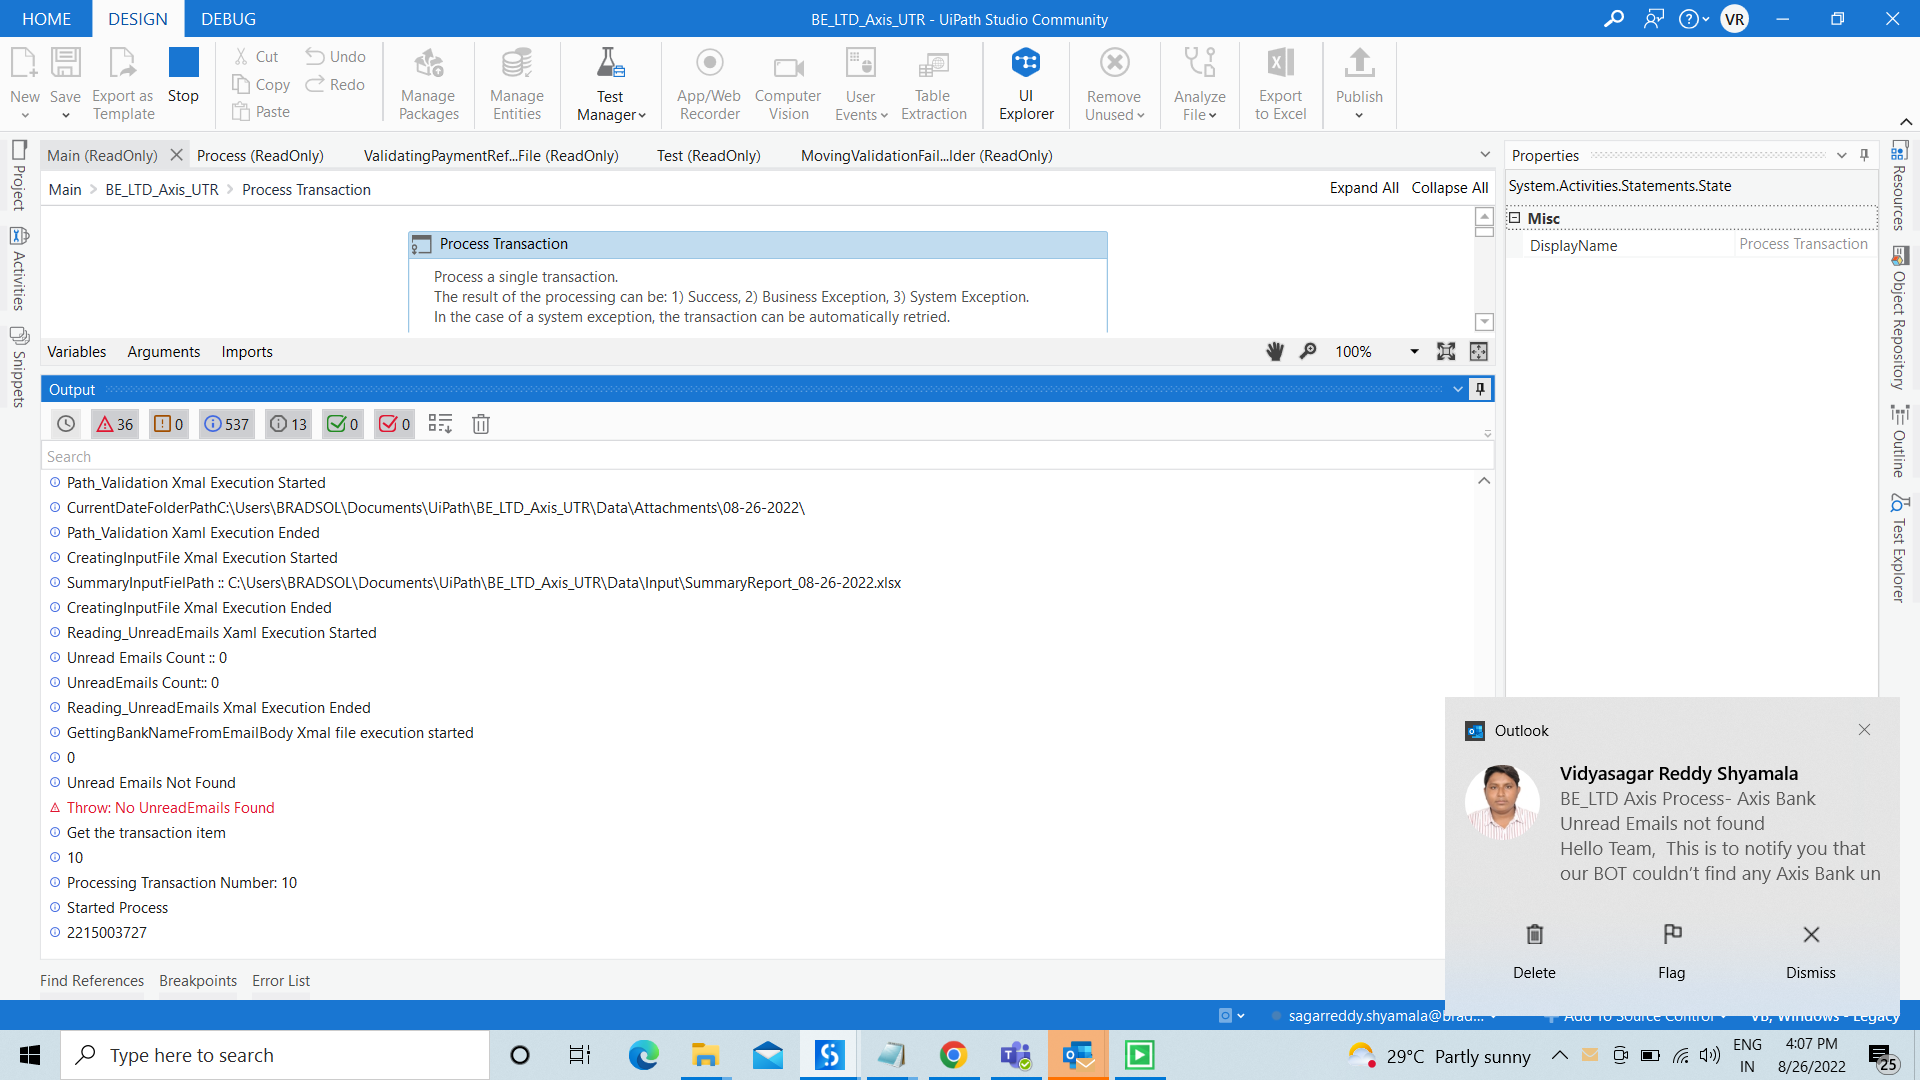 HOME
DESIGN
DEBUG
BE_LTD_Axis_UTR - UiPath Studio Community
VR
New
Save
Export as
Template
Stop
Cut
Copy
Paste
Undo
Redo
Manage
Packages
Manage
Entities
Test
Manager
App/Web
Recorder
Computer
Vision
User
Events
Table
Extraction
UI
Explorer
Remove
Unused
Analyze
File
Export
to Excel
Publish
Project
Activities
Snippets
Main (ReadOnly)
Process (ReadOnly)
ValidatingPaymentRef...File (ReadOnly)
Test (ReadOnly)
MovingValidationFail...lder (ReadOnly)
Main
BE_LTD_Axis_UTR
Process Transaction
Expand All
Collapse All
Process Transaction
Process a single transaction.
The result of the processing can be: 1) Success, 2) Business Exception, 3) System Exception.
In the case of a system exception, the transaction can be automatically retried.
Variables
Arguments
Imports
100%
Output
36
0
537
13
0
0
Search
Path_Validation Xmal Execution Started
CurrentDateFolderPathC:\Users\BRADSOL\Documents\UiPath\BE_LTD_Axis_UTR\Data\Attachments\08-26-2022\
Path_Validation Xaml Execution Ended
CreatingInputFile Xmal Execution Started
SummaryInputFielPath :: C:\Users\BRADSOL\Documents\UiPath\BE_LTD_Axis_UTR\Data\Input\SummaryReport_08-26-2022.xlsx
CreatingInputFile Xmal Execution Ended
Reading_UnreadEmails Xaml Execution Started
Unread Emails Count :: 0
UnreadEmails Count:: 0
Reading_UnreadEmails Xmal Execution Ended
GettingBankNameFromEmailBody Xmal file execution started
0
Unread Emails Not Found
Throw: No UnreadEmails Found
Get the transaction item
10
Processing Transaction Number: 10
Started Process
2215003727
Find References
Breakpoints
Error List
Properties
System.Activities.Statements.State
Misc
DisplayName
Process Transaction
Resources
Object Repository
Outline
Test Explorer
Outlook
Vidyasagar Reddy Shyamala
BE_LTD Axis Process- Axis Bank
Unread Emails not found
Hello Team, This is to notify you that
our BOT couldn't find any Axis Bank un
Delete
Flag
Dismiss
sagarreddy.shyamala@brad...
Add To Source Control
VB, Windows - Legacy
Type here to search
29°C Partly sunny
ENG
IN
4:07 PM
8/26/2022
25